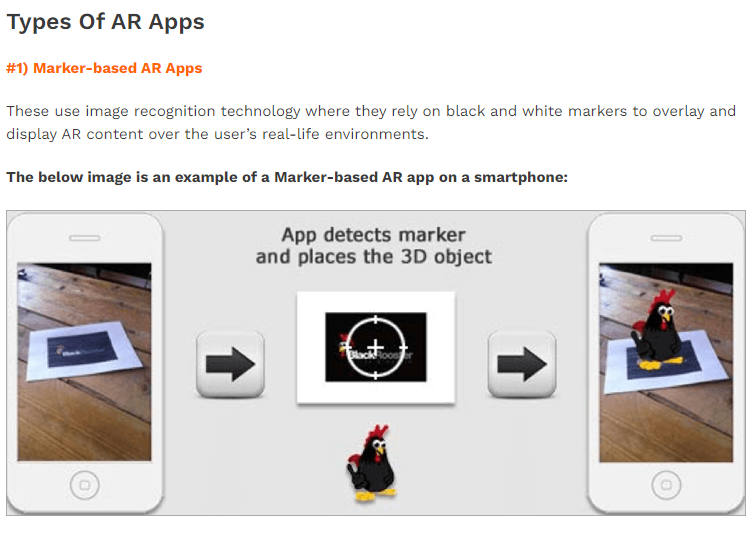 Types Of AR Apps
#1) Marker-based AR Apps
These use image recognition technology where they rely on black and white markers to overlay and
display AR content over the user’s real-life environments.
The below image is an example of a Marker-based AR app on a smartphone:
App detects marker
and places the 3D object
BlackRooster